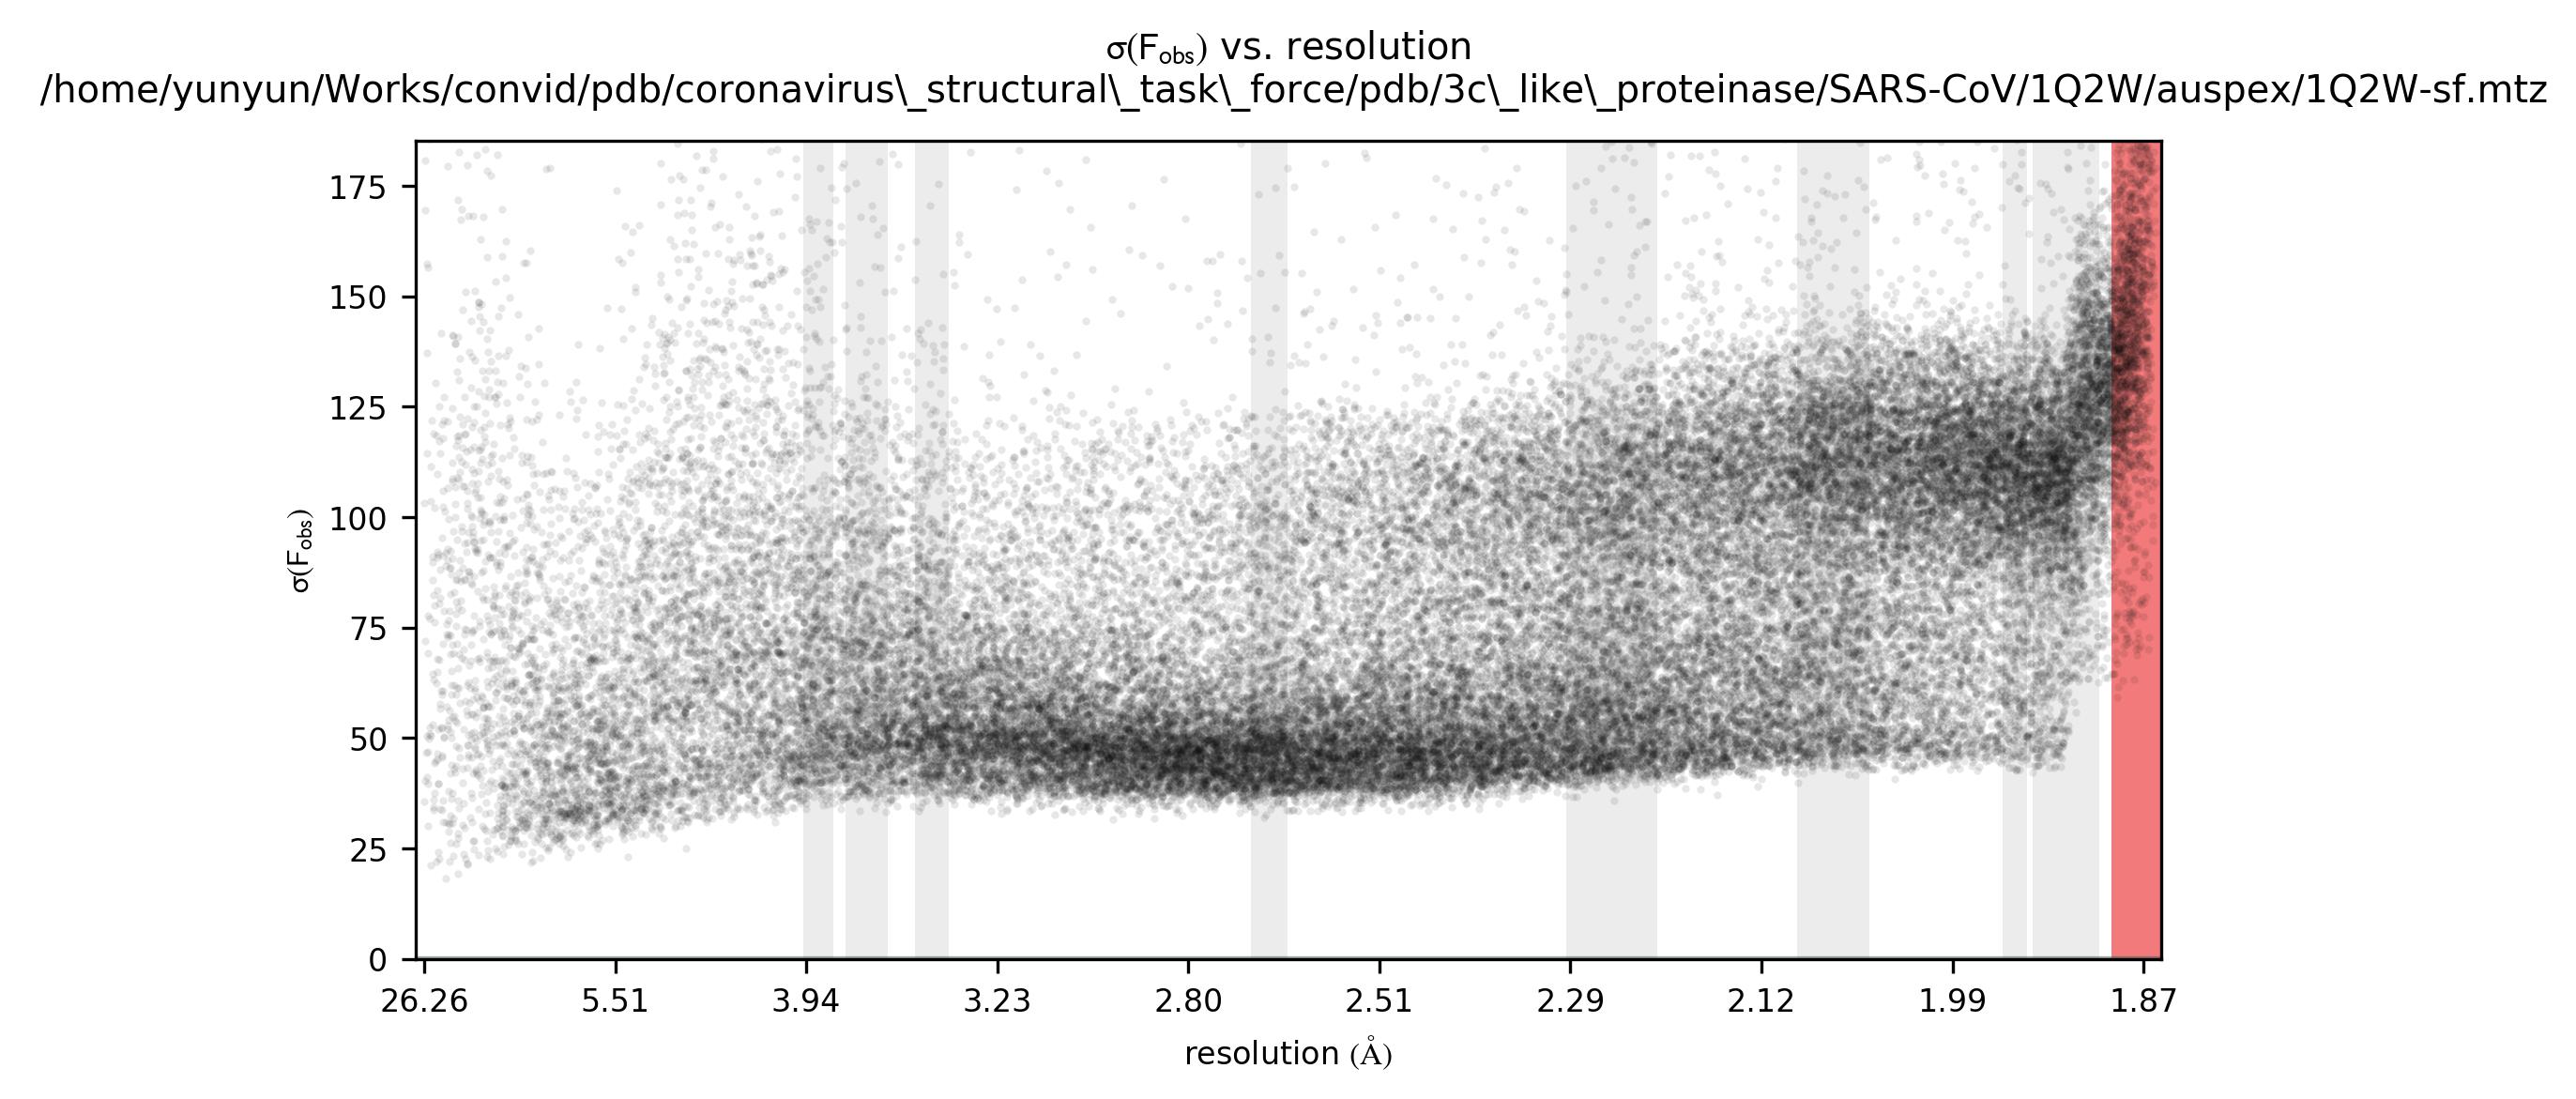 σ(Fobs) vs. resolution
/home/yunyun/Works/convid/pdb/coronavirus\_structural\_task\_force/pdb/3c\_like\_proteinase/SARS-CoV/1Q2W/auspex/1Q2W-sf.mtz
175
150
125
100
75
50
25
0
σ(Fobs)
26.26 5.51 3.94 3.23 2.80 2.51 2.29 2.12 1.99 1.87
resolution (Å)